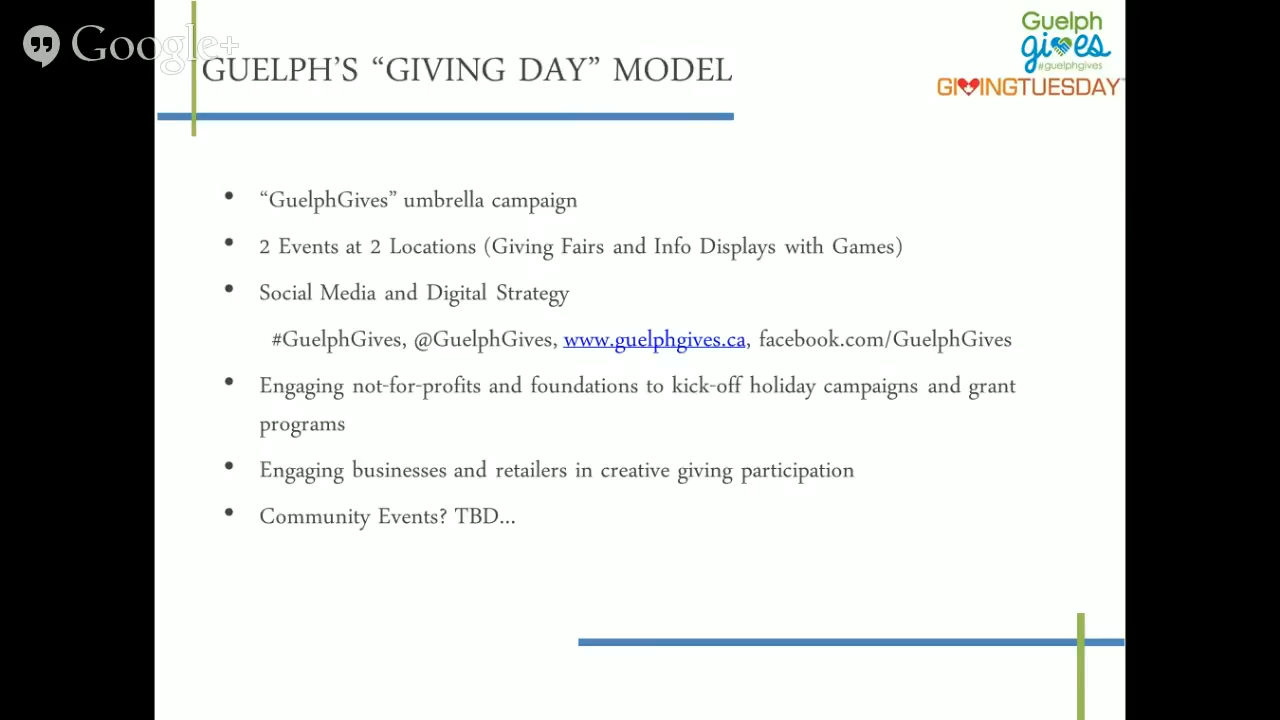 Google+
Guelph
gives
#guelphgives
GIVINGTUESDAY
GUELPH’S “GIVING DAY” MODEL
• “GuelphGives” umbrella campaign
• 2 Events at 2 Locations (Giving Fairs and Info Displays with Games)
• Social Media and Digital Strategy
#GuelphGives, @GuelphGives, www.guelphgives.ca, facebook.com/GuelphGives
• Engaging not-for-profits and foundations to kick-off holiday campaigns and grant
programs
• Engaging businesses and retailers in creative giving participation
• Community Events? TBD...